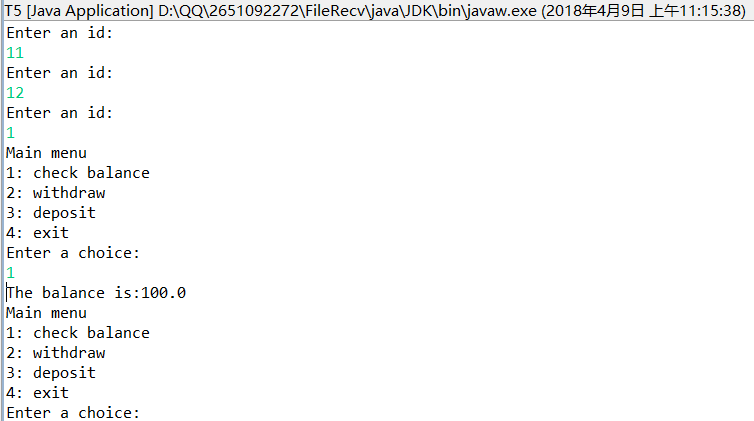 T5 [Java Application] D:\QQ\2651092272\FileRecv\java\JDK\bin\javaw.exe (2018年4月9日 上午11:15:38)
Enter an id:
11
Enter an id:
12
Enter an id:
1
Main menu
1: check balance
2: withdraw
3: deposit
4: exit
Enter a choice:
1
The balance is:100.0
Main menu
1: check balance
2: withdraw
3: deposit
4: exit
Enter a choice: